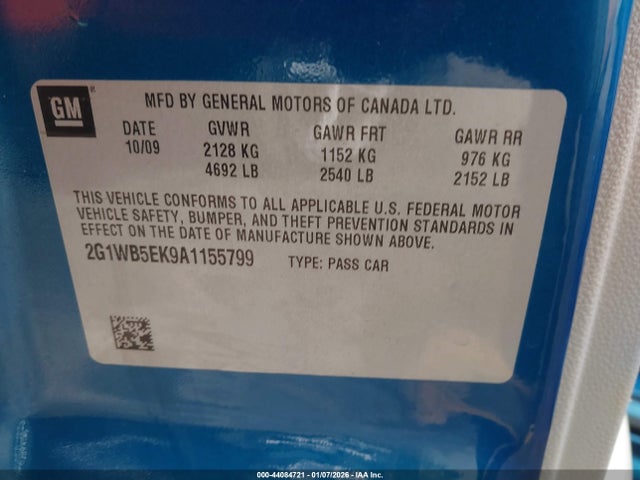 GM
MFD BY GENERAL MOTORS OF CANADA LTD.
DATE GVWR GAWR FRT GAWR RR
10/09 2128 KG 1152 KG 976 KG
4692 LB 2540 LB 2152 LB
THIS VEHICLE CONFORMS TO ALL APPLICABLE U.S. FEDERAL MOTOR
VEHICLE SAFETY, BUMPER, AND THEFT PREVENTION STANDARDS IN
EFFECT ON THE DATE OF MANUFACTURE SHOWN ABOVE.
2G1WB5EK9A1155799 TYPE: PASS CAR
000-44084721 - 01/07/2026 - IAA Inc.